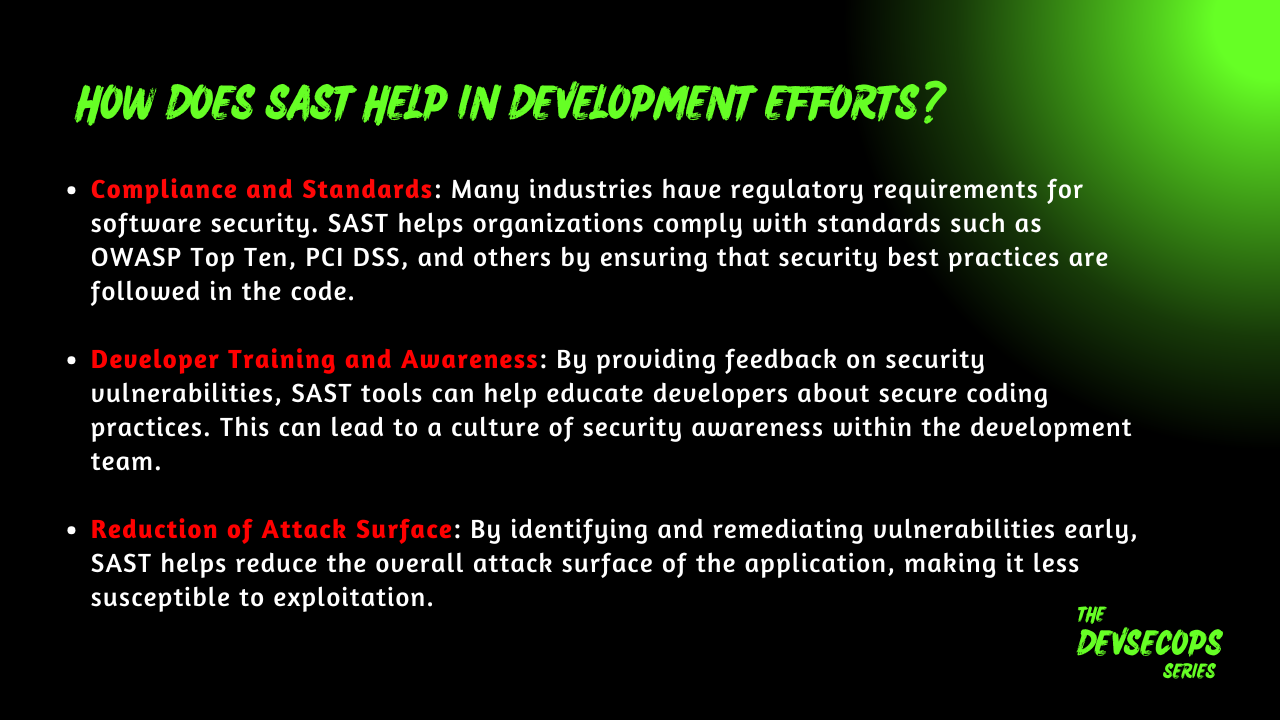 HOW DOES SAST HELP IN DEVELOPMENT EFFORTS?
• Compliance and Standards: Many industries have regulatory requirements for
software security. SAST helps organizations comply with standards such as
OWASP Top Ten, PCI DSS, and others by ensuring that security best practices are
followed in the code.
• Developer Training and Awareness: By providing feedback on security
vulnerabilities, SAST tools can help educate developers about secure coding
practices. This can lead to a culture of security awareness within the development
team.
• Reduction of Attack Surface: By identifying and remediating vulnerabilities early,
SAST helps reduce the overall attack surface of the application, making it less
susceptible to exploitation.
THE
DEVSECOPS
SERIES